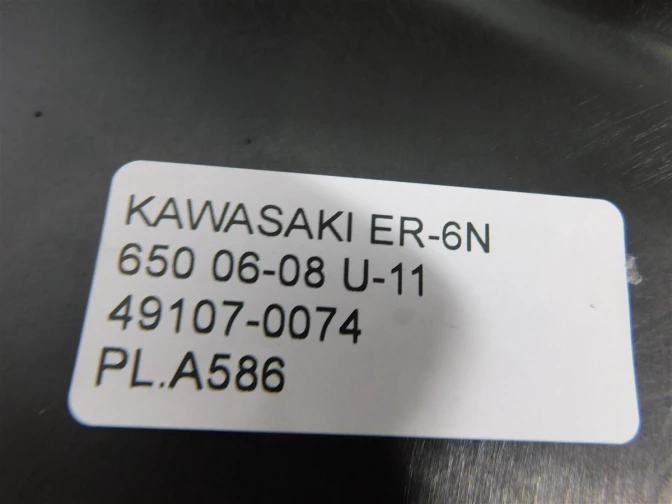 KAWASAKI ER-6N
650 06-08 U-11
49107-0074
PL.A586